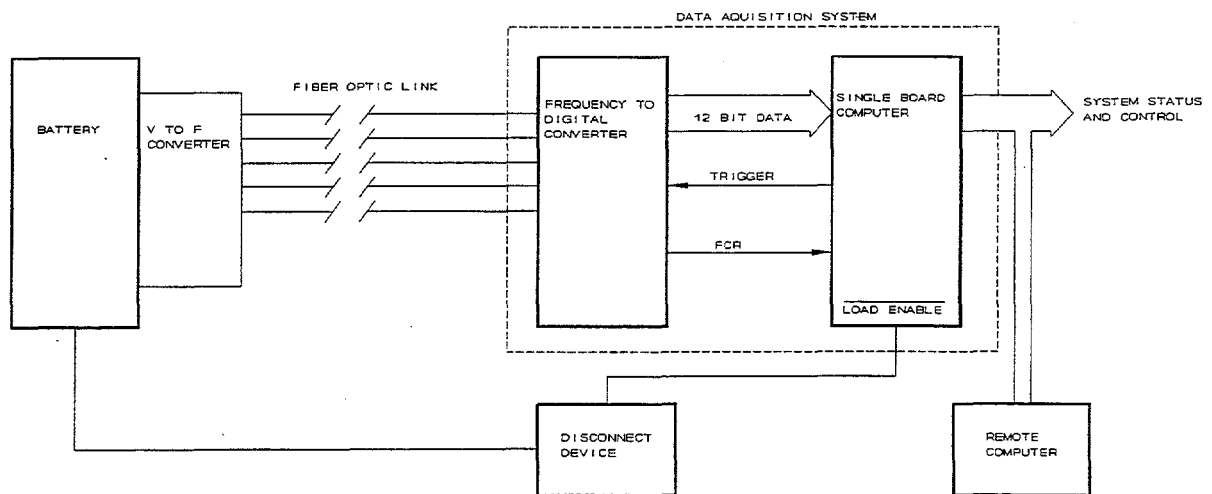 DATA AQUISITION SYSTEM
FIBER OPTIC LINK
BATTERY
V TO F
CONVERTER
FREQUENCY TO
DIGITAL
CONVERTER
12 BIT DATA
TRIGGER
FCR
SINGLE BOARD
COMPUTER
LOAD ENABLE
SYSTEM STATUS
AND CONTROL
DISCONNECT
DEVICE
REMOTE
COMPUTER